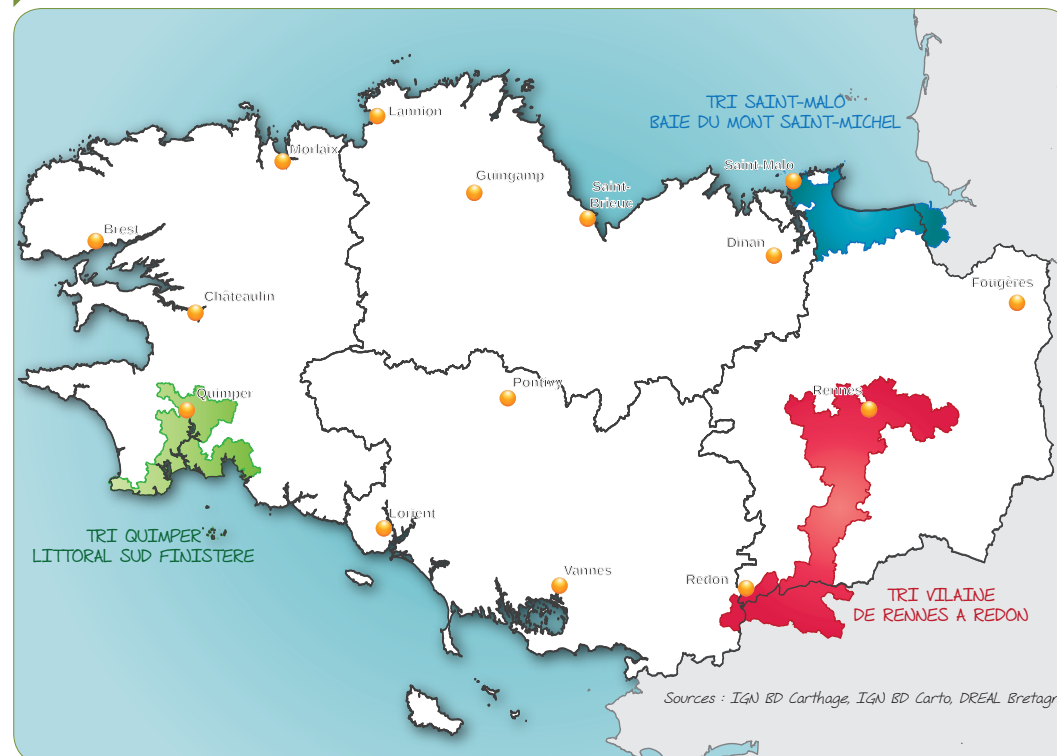 TRI SAINT-MALO
BAIE DU MONT SAINT-MICHEL
Lannion
Morlaix
Saint-Malo
Guingamp
Saint-
Brieuc
Brest
Dinan
Châteaulin
Fougères
Pontivy
Rennes
Quimper
Lorient
TRI QUIMPER
LITTORAL SUD FINISTERE
Vannes
Redon
TRI VILAINE
DE RENNES A REDON
Sources : IGN BD Carthage, IGN BD Carto, DREAL Bretagn